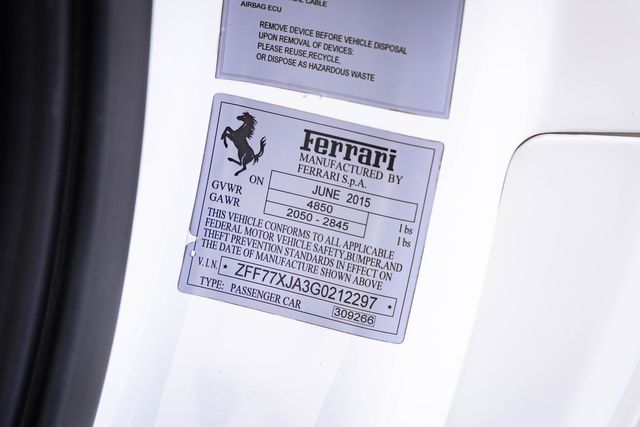 CABLE
AIRBAG ECU
REMOVE DEVICE BEFORE VEHICLE DISPOSAL
UPON REMOVAL OF DEVICES:
PLEASE REUSE,RECYCLE,
OR DISPOSE AS HAZARDOUS WASTE
Ferrari
MANUFACTURED BY
FERRARI S.p.A.
ON JUNE 2015
GVWR 4850 lbs
GAWR 2050 - 2845 lbs
THIS VEHICLE CONFORMS TO ALL APPLICABLE
FEDERAL MOTOR VEHICLE SAFETY,BUMPER,AND
THEFT PREVENTION STANDARDS IN EFFECT ON
THE DATE OF MANUFACTURE SHOWN ABOVE
V.I.N. * ZFF77XJA3G0212297 *
TYPE: PASSENGER CAR 309266